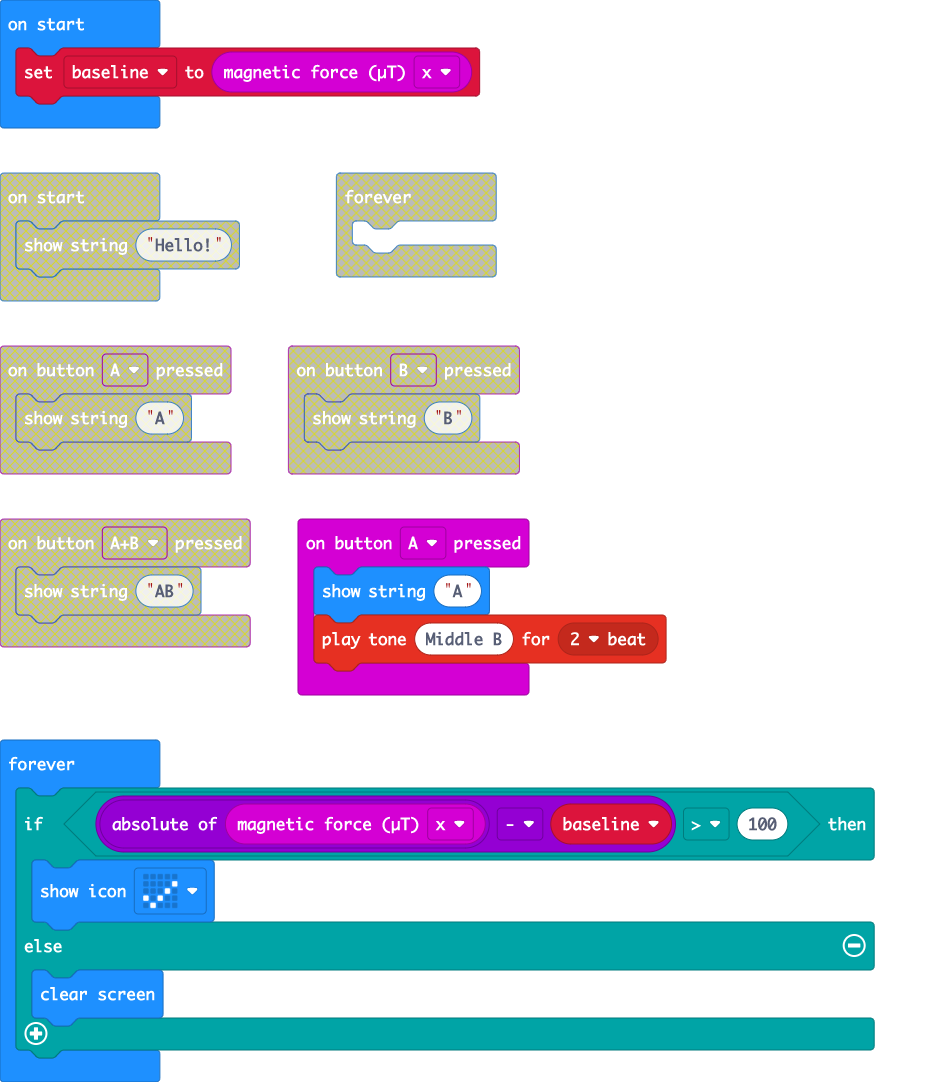 on start
set baseline to magnetic force (µT) x
on start
show string "Hello!"
forever
on button A pressed
show string "A"
on button B pressed
show string "B"
on button A+B pressed
show string "AB"
on button A pressed
show string "A"
play tone Middle B for 2 beat
forever
if absolute of magnetic force (µT) x - baseline > 100 then
show icon
else
clear screen